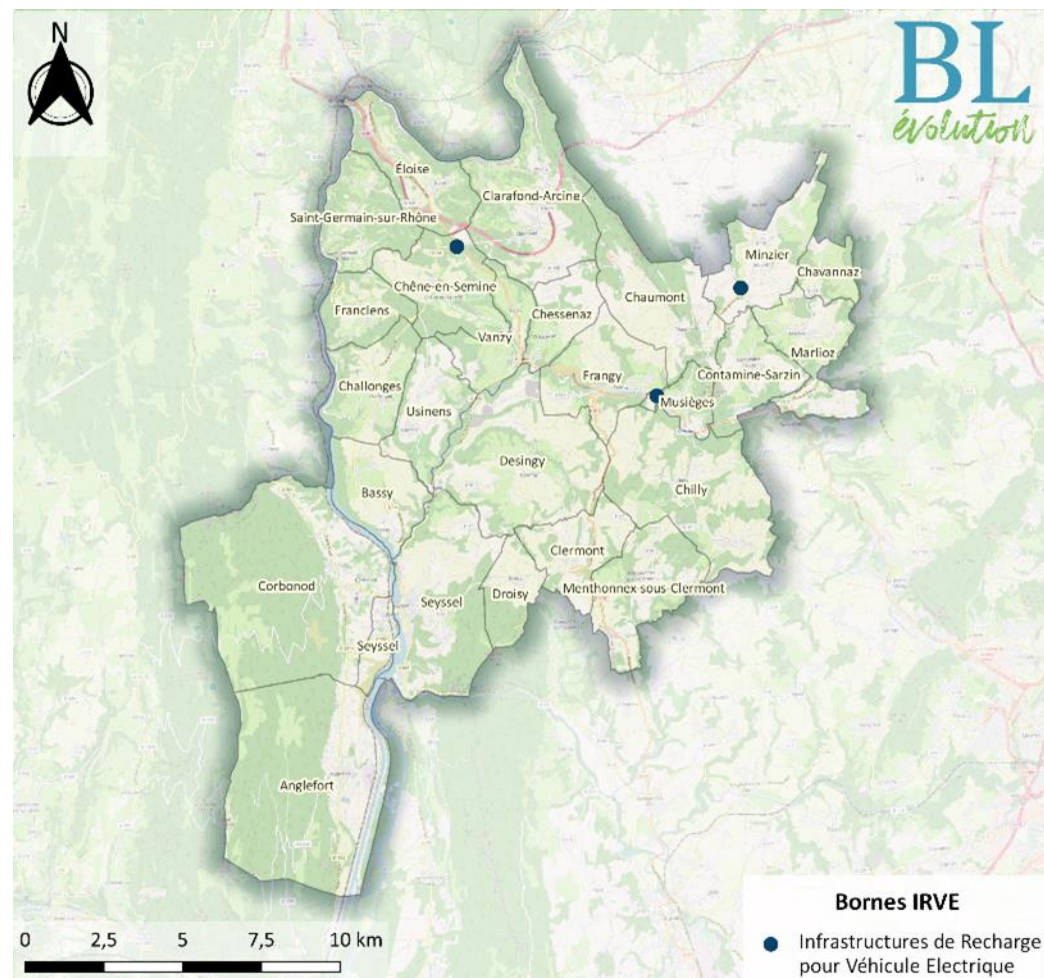 N
BL
évolution
Éloise
Clarafond-Arcine
Saint-Germain-sur-Rhône
Minzier
Chavannaz
Chêne-en-Semine
Chaumont
Franciens
Chessenaz
Vanzy
Marlioz
Frangy
Contamine-Sarzin
Challonges
Usinens
Musièges
Desingy
Bassy
Chilly
Clermont
Corbonod
Menthonnex-sous-Clermont
Seyssel
Droisy
Seyssel
Anglefort
Bornes IRVE
Infrastructures de Recharge
pour Véhicule Electrique
0 2,5 5 7,5 10 km